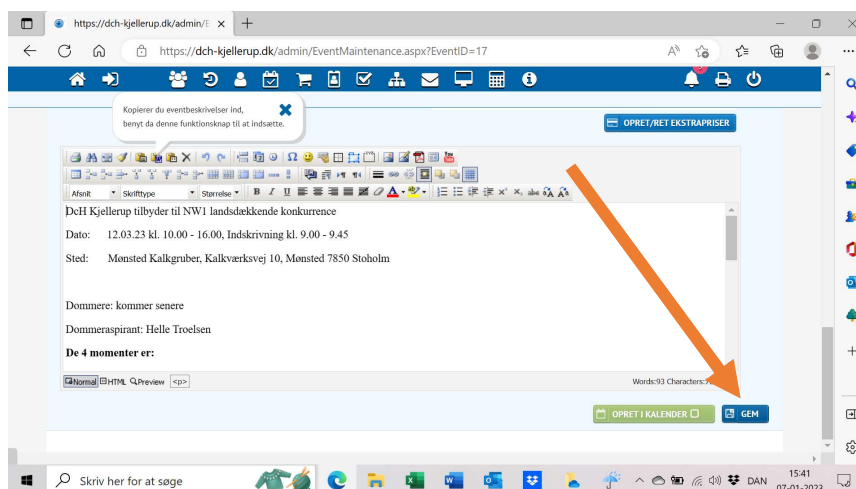 https://dch-kjellerup.dk/admin/E
https://dch-kjellerup.dk/admin/EventMaintenance.aspx?EventID=17
Kopierer du eventbeskrivelser ind,
benyt da denne funktionsknap til at indsætte.
OPRET/RET EKSTRAPRISER
Afsnit Skrifttype Størrelse
DcH Kjellerup tilbyder til NW1 landsdækkende konkurrence
Dato: 12.03.23 kl. 10.00 - 16.00, Indskrivning kl. 9.00 - 9.45
Sted: Mønsted Kalkgruber, Kalkværksvej 10, Mønsted 7850 Stoholm
Dommere: kommer senere
Dommeraspirant: Helle Troelsen
De 4 momenter er:
Normal HTML Preview <p> Words:93 Characters:
OPRET I KALENDER GEM
Skriv her for at søge
DAN
15:41
07-01-2023